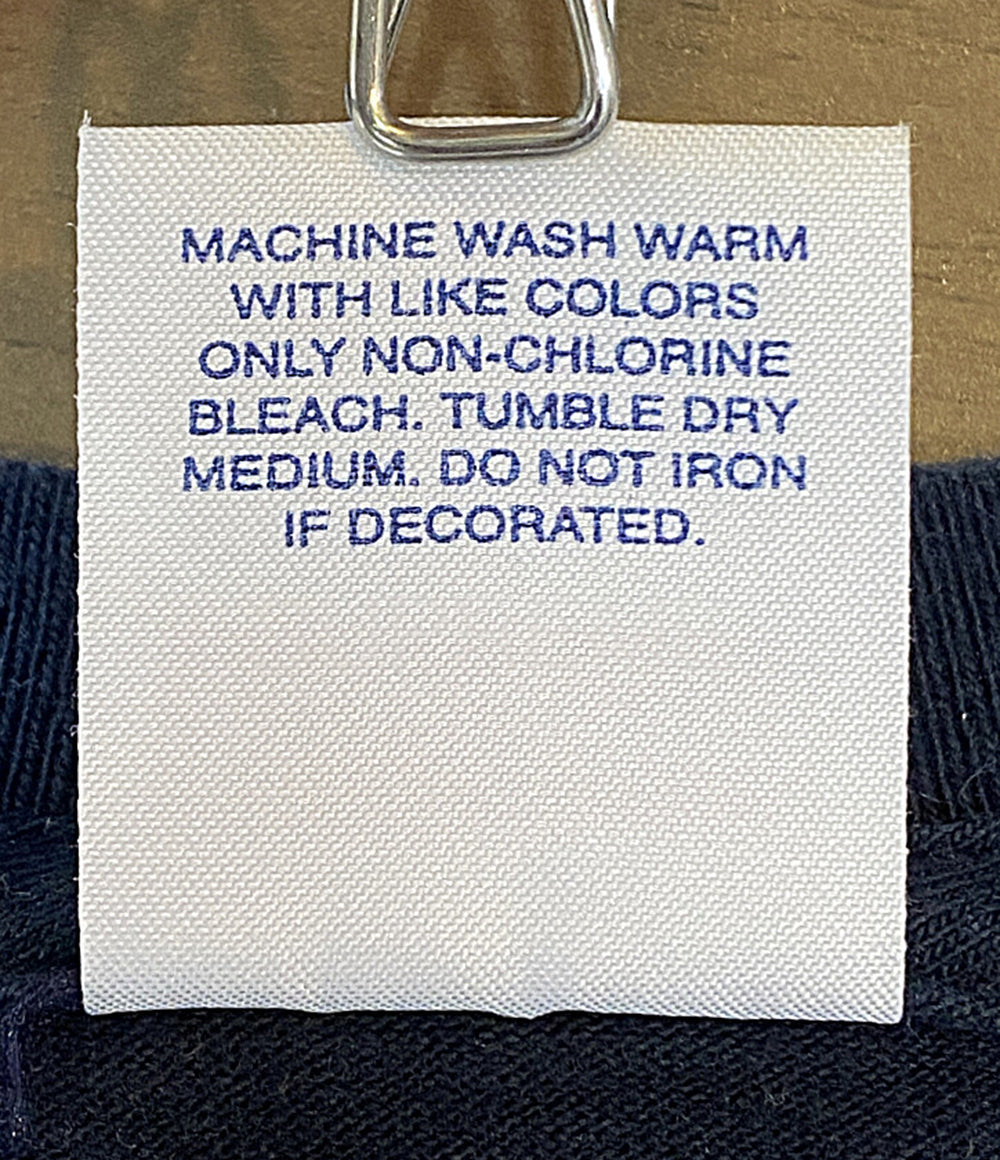 MACHINE WASH WARM
WITH LIKE COLORS
ONLY NON-CHLORINE
BLEACH. TUMBLE DRY
MEDIUM. DO NOT IRON
IF DECORATED.